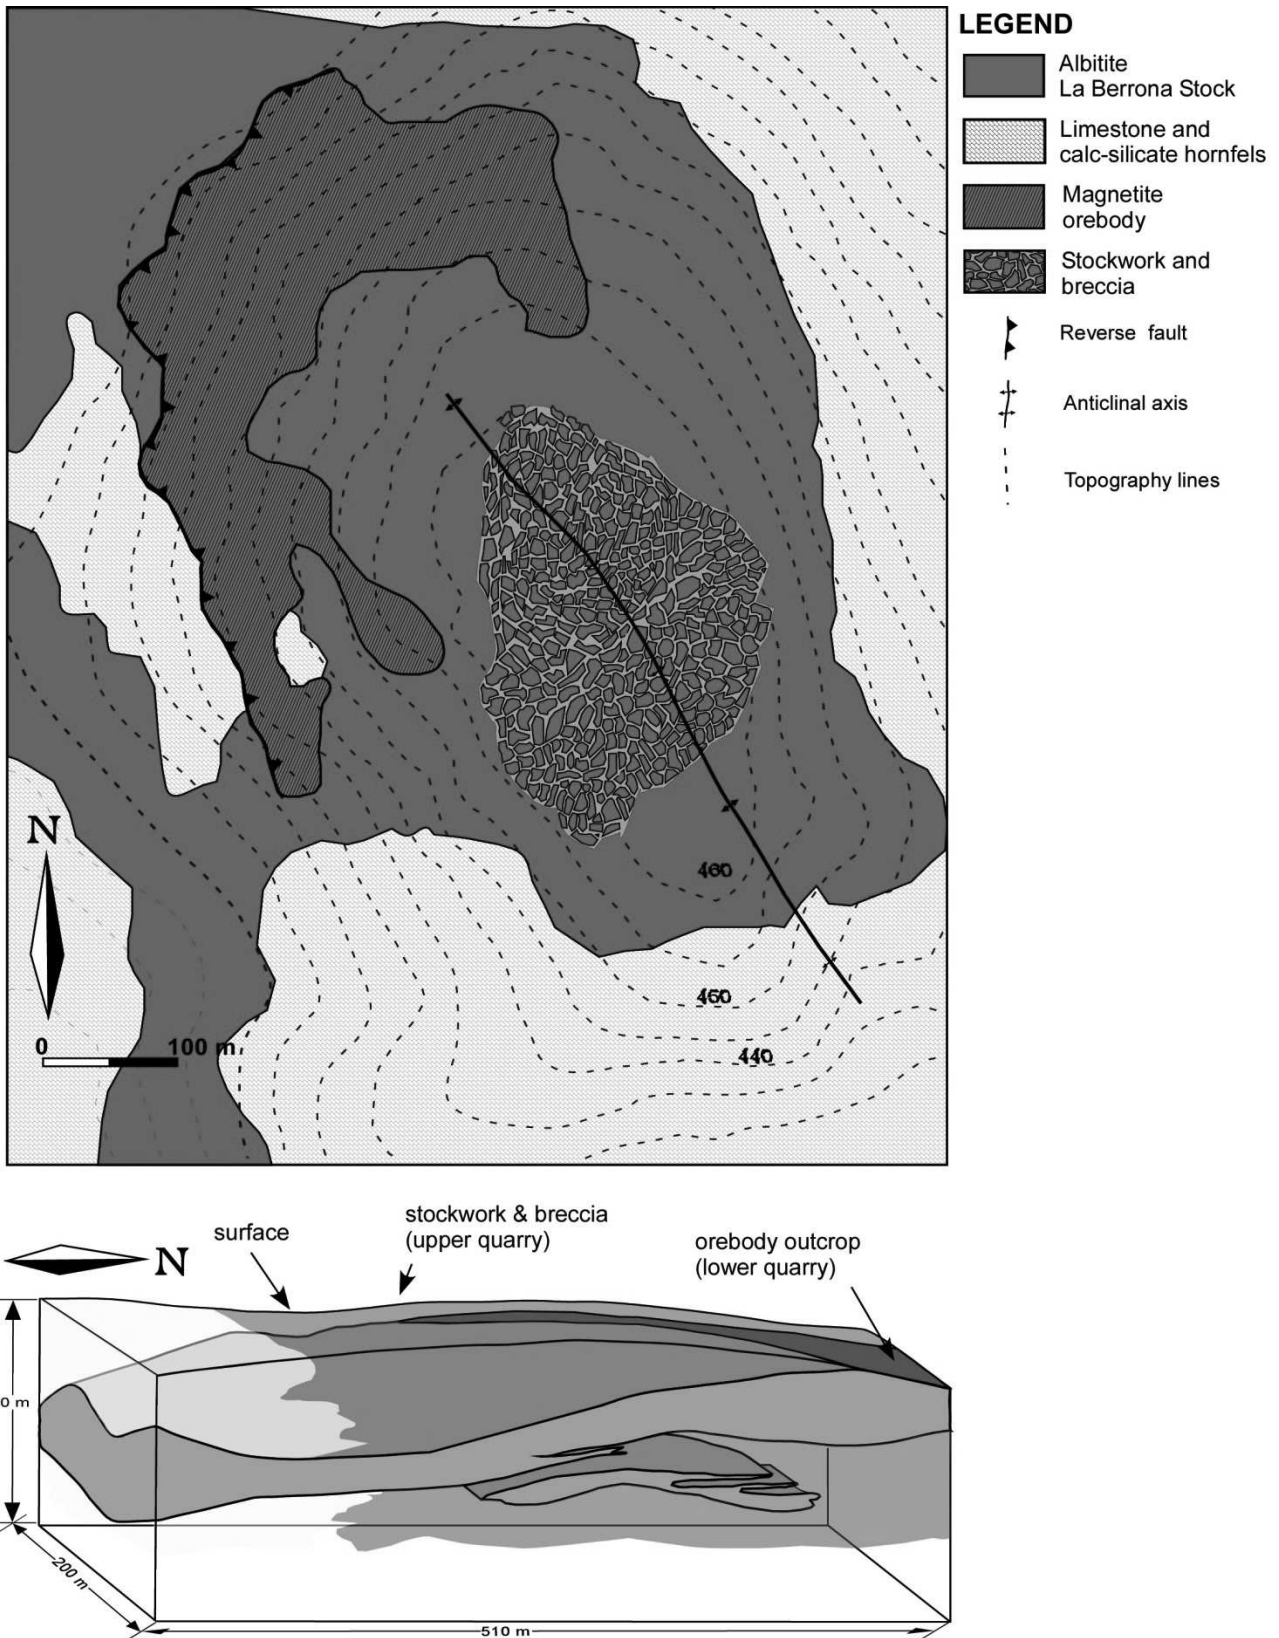 LEGEND
Albitite
La Berrona Stock
Limestone and
calc-silicate hornfels
Magnetite
orebody
Stockwork and
breccia
Reverse fault
Anticlinal axis
Topography lines
N
0 100 m
460
450
440
N
surface
stockwork & breccia
(upper quarry)
orebody outcrop
(lower quarry)
0 m
200 m
510 m